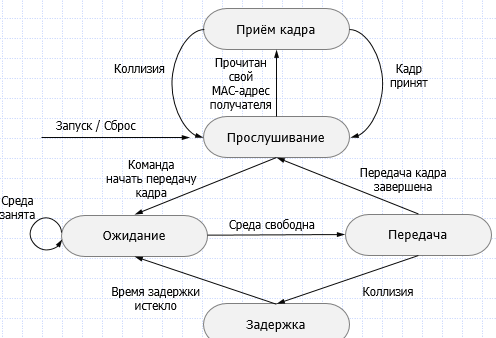 Приём кадра
Коллизия
Прочитан
свой
MAC-адрес
получателя
Кадр
принят
Запуск / Сброс
Прослушивание
Команда
начать передачу
кадра
Передача кадра
завершена
Среда
занята
Ожидание
Среда свободна
Передача
Время задержки
истекло
Коллизия
Задержка